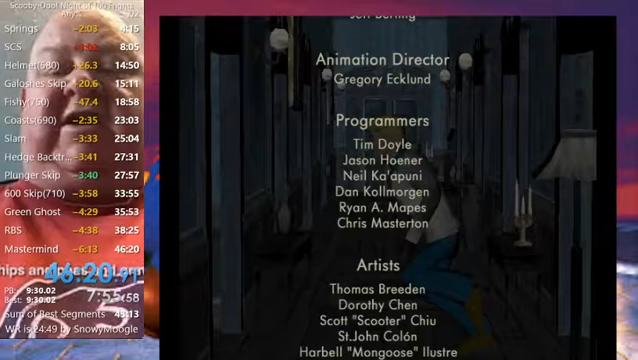 Scooby-Doo! Night of 100 Frights
Any%
Springs -2:03 4:15
SCS 8:05
Helmet(580) -26.3 14:50
Galoshes Skip -20.6 15:11
Fishy(750) -47.4 18:58
Coasts(690) -2:35 23:03
Slam -3:33 25:04
Hedge Backtr... -3:41 27:31
Plunger Skip -3:40 27:57
600 Skip(710) -3:58 33:55
Green Ghost -4:29 35:53
RBS -4:38 38:25
Mastermind -6:13 46:20
46:20.71
PB: 9:30.02
Best: 9:30.02
7:55.58
Sum of Best Segments 43:13
WR is 24:49 by SnowyMoogle
Jeff Berting
Animation Director
Gregory Ecklund
Programmers
Tim Doyle
Jason Hoener
Neil Ka'apuni
Dan Kollmorgen
Ryan A. Mapes
Chris Masterton
Artists
Thomas Breeden
Dorothy Chen
Scott "Scooter" Chiu
St.John Colón
Harbell "Mongoose" Ilustre